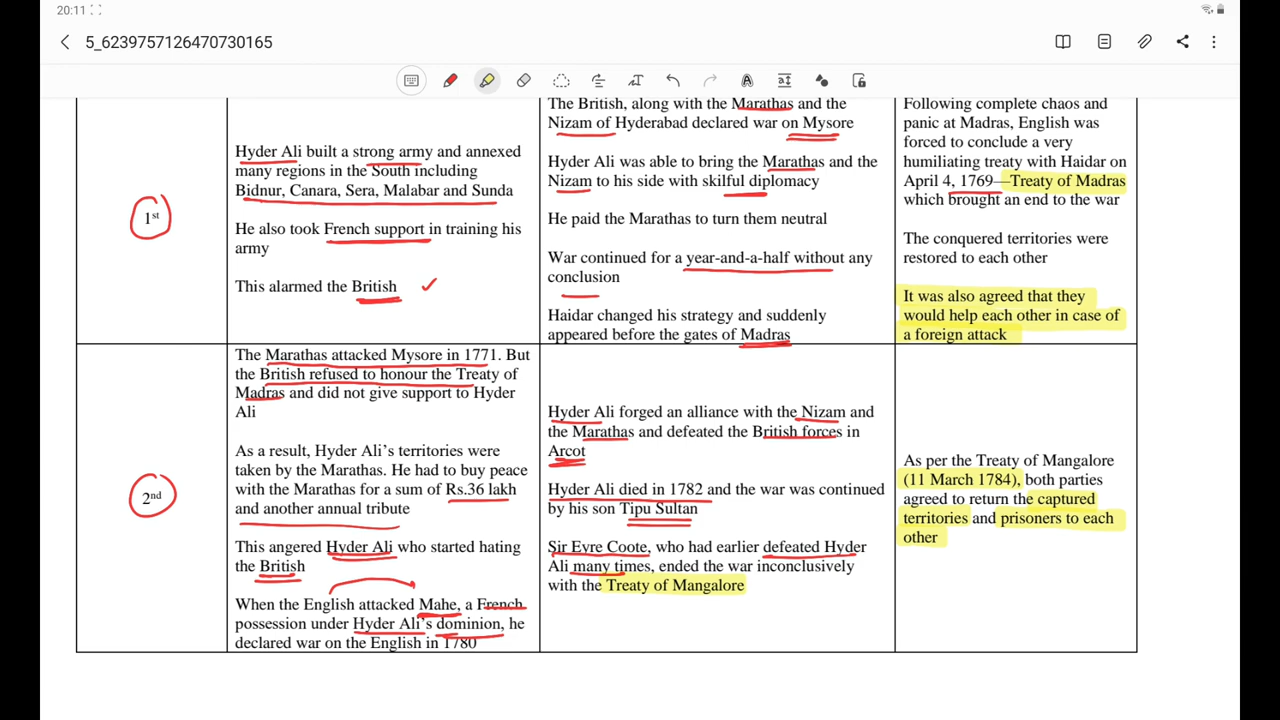 20:11
5_6239757126470730165
1st
Hyder Ali built a strong army and annexed
many regions in the South including
Bidnur, Canara, Sera, Malabar and Sunda
He also took French support in training his
army
This alarmed the British
The British, along with the Marathas and the
Nizam of Hyderabad declared war on Mysore
Hyder Ali was able to bring the Marathas and the
Nizam to his side with skilful diplomacy
He paid the Marathas to turn them neutral
War continued for a year-and-a-half without any
conclusion
Haidar changed his strategy and suddenly
appeared before the gates of Madras
Following complete chaos and
panic at Madras, English was
forced to conclude a very
humiliating treaty with Haidar on
April 4, 1769—Treaty of Madras
which brought an end to the war
The conquered territories were
restored to each other
It was also agreed that they
would help each other in case of
a foreign attack
2nd
The Marathas attacked Mysore in 1771. But
the British refused to honour the Treaty of
Madras and did not give support to Hyder
Ali
As a result, Hyder Ali's territories were
taken by the Marathas. He had to buy peace
with the Marathas for a sum of Rs.36 lakh
and another annual tribute
This angered Hyder Ali who started hating
the British
When the English attacked Mahe, a French
possession under Hyder Ali's dominion, he
declared war on the English in 1780
Hyder Ali forged an alliance with the Nizam and
the Marathas and defeated the British forces in
Arcot
Hyder Ali died in 1782 and the war was continued
by his son Tipu Sultan
Sir Eyre Coote, who had earlier defeated Hyder
Ali many times, ended the war inconclusively
with the Treaty of Mangalore
As per the Treaty of Mangalore
(11 March 1784), both parties
agreed to return the captured
territories and prisoners to each
other